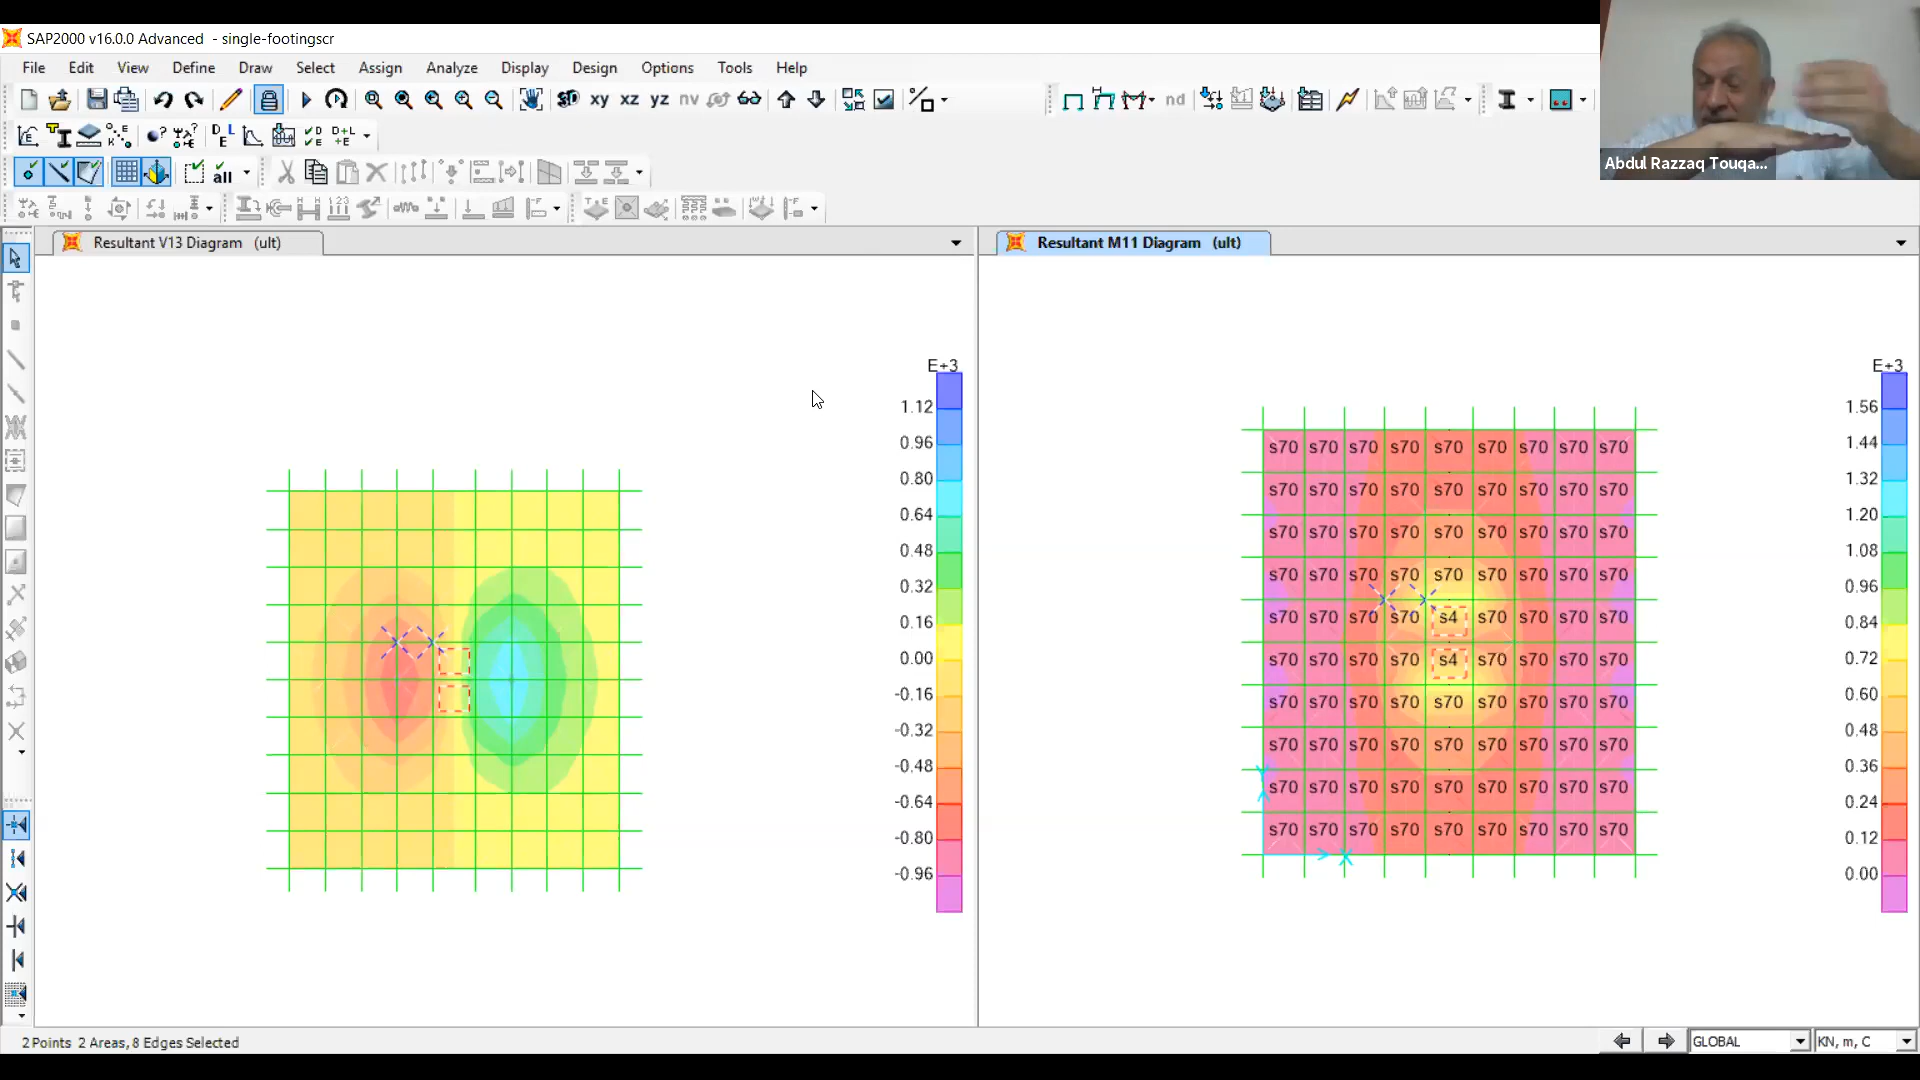 SAP2000 v16.0.0 Advanced - single-footingscr
File Edit View Define Draw Select Assign Analyze Display Design Options Tools Help
xy xz yz nv nd
all
Abdul Razzaq Touqa...
Resultant V13 Diagram (ult)
E+3
1.12
0.96
0.80
0.64
0.48
0.32
0.16
0.00
-0.16
-0.32
-0.48
-0.64
-0.80
-0.96
Resultant M11 Diagram (ult)
s70 s70 s70 s70 s70 s70 s70 s70 s70
s70 s70 s70 s70 s70 s70 s70 s70 s70
s70 s70 s70 s70 s70 s70 s70 s70 s70
s70 s70 s70 s70 s70 s70 s70 s70 s70
s70 s70 s70 s70 s4 s70 s70 s70 s70
s70 s70 s70 s70 s4 s70 s70 s70 s70
s70 s70 s70 s70 s70 s70 s70 s70 s70
s70 s70 s70 s70 s70 s70 s70 s70 s70
s70 s70 s70 s70 s70 s70 s70 s70 s70
s70 s70 s70 s70 s70 s70 s70 s70 s70
X
E+3
1.56
1.44
1.32
1.20
1.08
0.96
0.84
0.72
0.60
0.48
0.36
0.24
0.12
0.00
2 Points 2 Areas, 8 Edges Selected
GLOBAL
KN, m, C